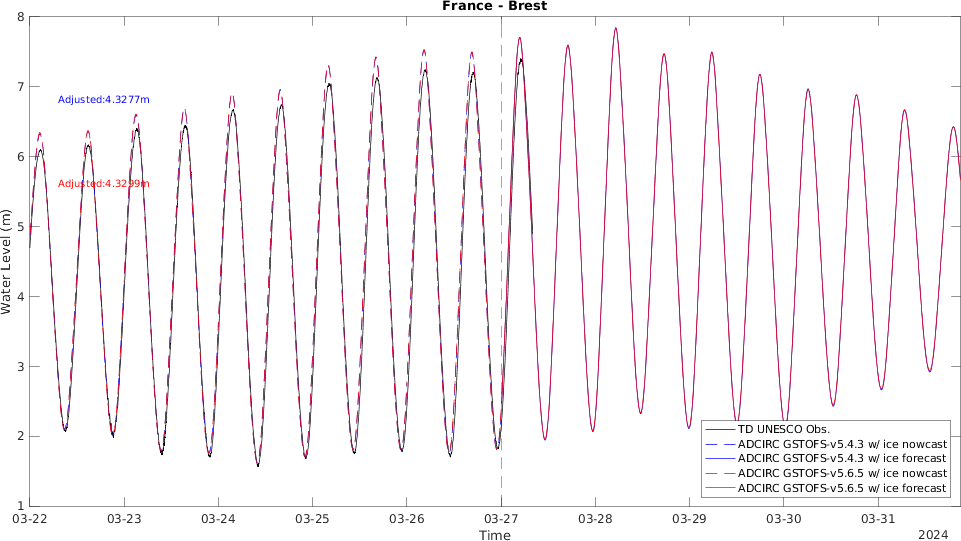 France - Brest
8
7
6
5
4
3
2
1
Water Level (m)
Adjusted:4.3277m
Adjusted:4.3299m
TD UNESCO Obs.
ADCIRC GSTOFS-v5.4.3 w/ ice nowcast
ADCIRC GSTOFS-v5.4.3 w/ ice forecast
ADCIRC GSTOFS-v5.6.5 w/ ice nowcast
ADCIRC GSTOFS-v5.6.5 w/ ice forecast
03-22 03-23 03-24 03-25 03-26 03-27 03-28 03-29 03-30 03-31
Time
2024